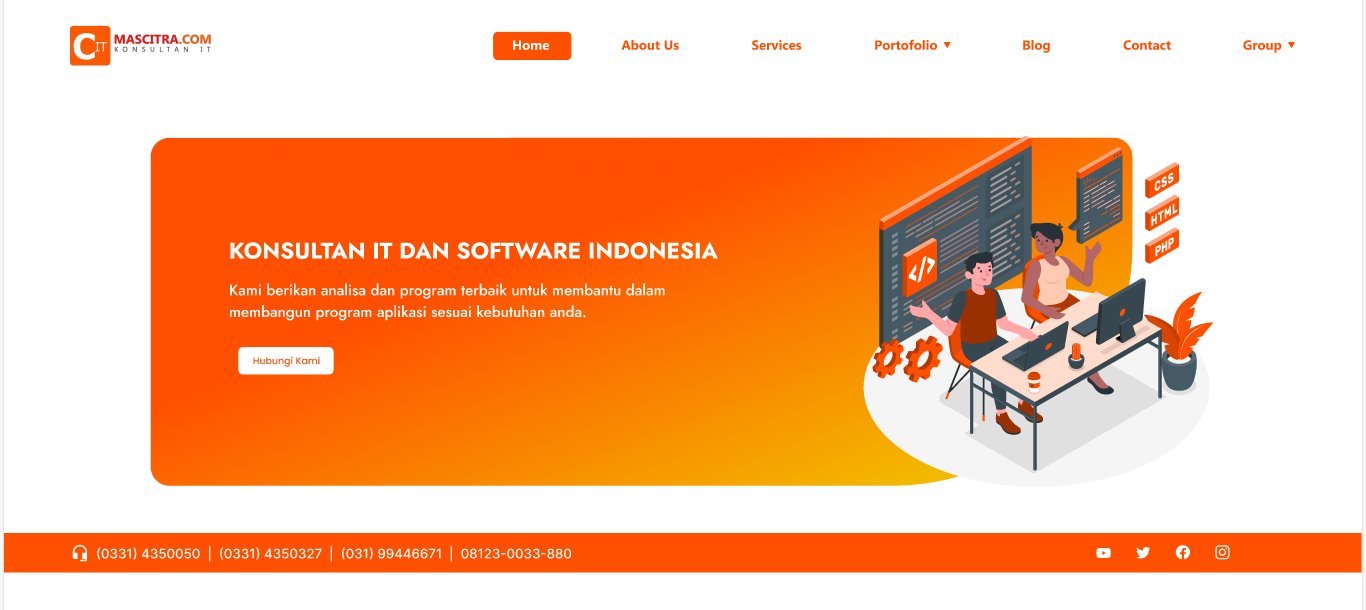 CIT MASCITRA.COM
KONSULTAN IT
Home About Us Services Portofolio ▼ Blog Contact Group ▼
CSS
HTML
PHP
</>
KONSULTAN IT DAN SOFTWARE INDONESIA
Kami berikan analisa dan program terbaik untuk membantu dalam
membangun program aplikasi sesuai kebutuhan anda.
Hubungi Kami
(0331) 4350050 | (0331) 4350327 | (031) 99446671 | 08123-0033-880